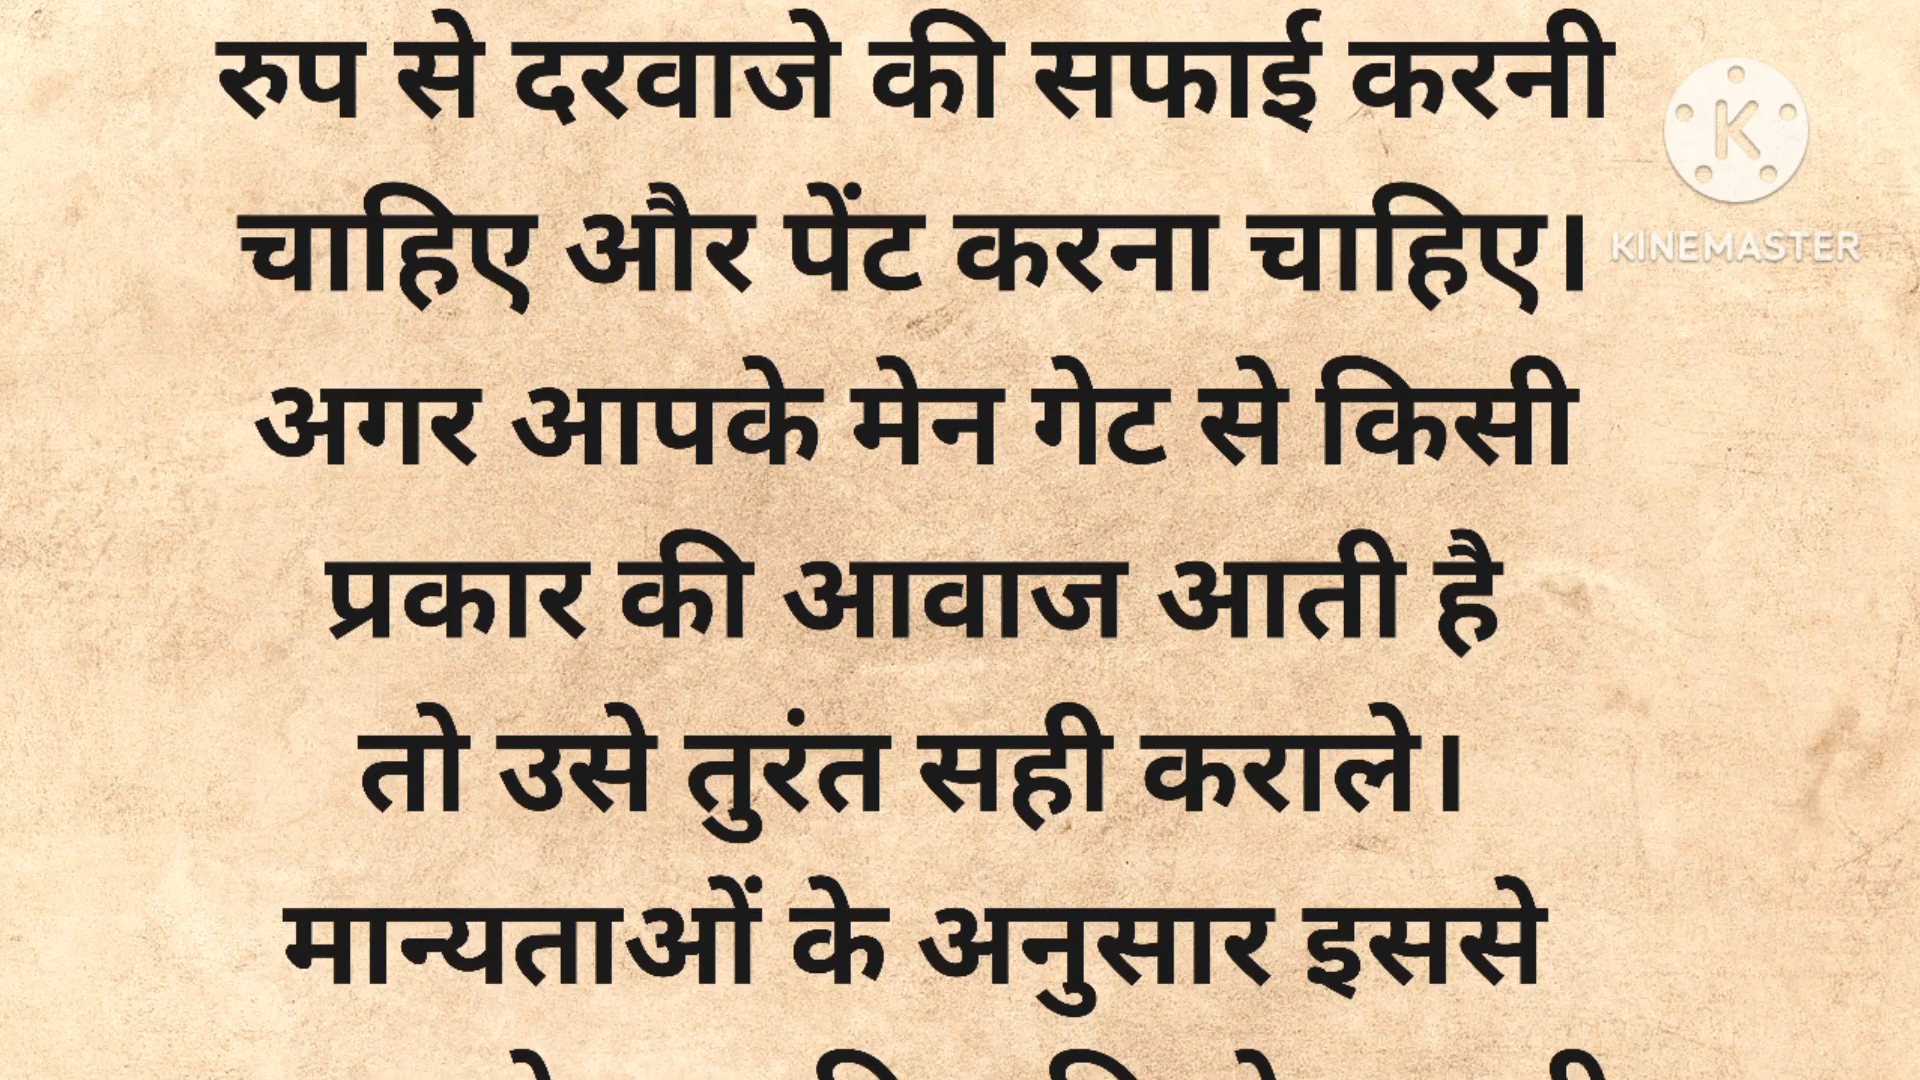 रुप से दरवाजे की सफाई करनी
चाहिए और पेंट करना चाहिए।
अगर आपके मेन गेट से किसी
प्रकार की आवाज आती है
तो उसे तुरंत सही कराले।
मान्यताओं के अनुसार इससे
K
KINEMASTER